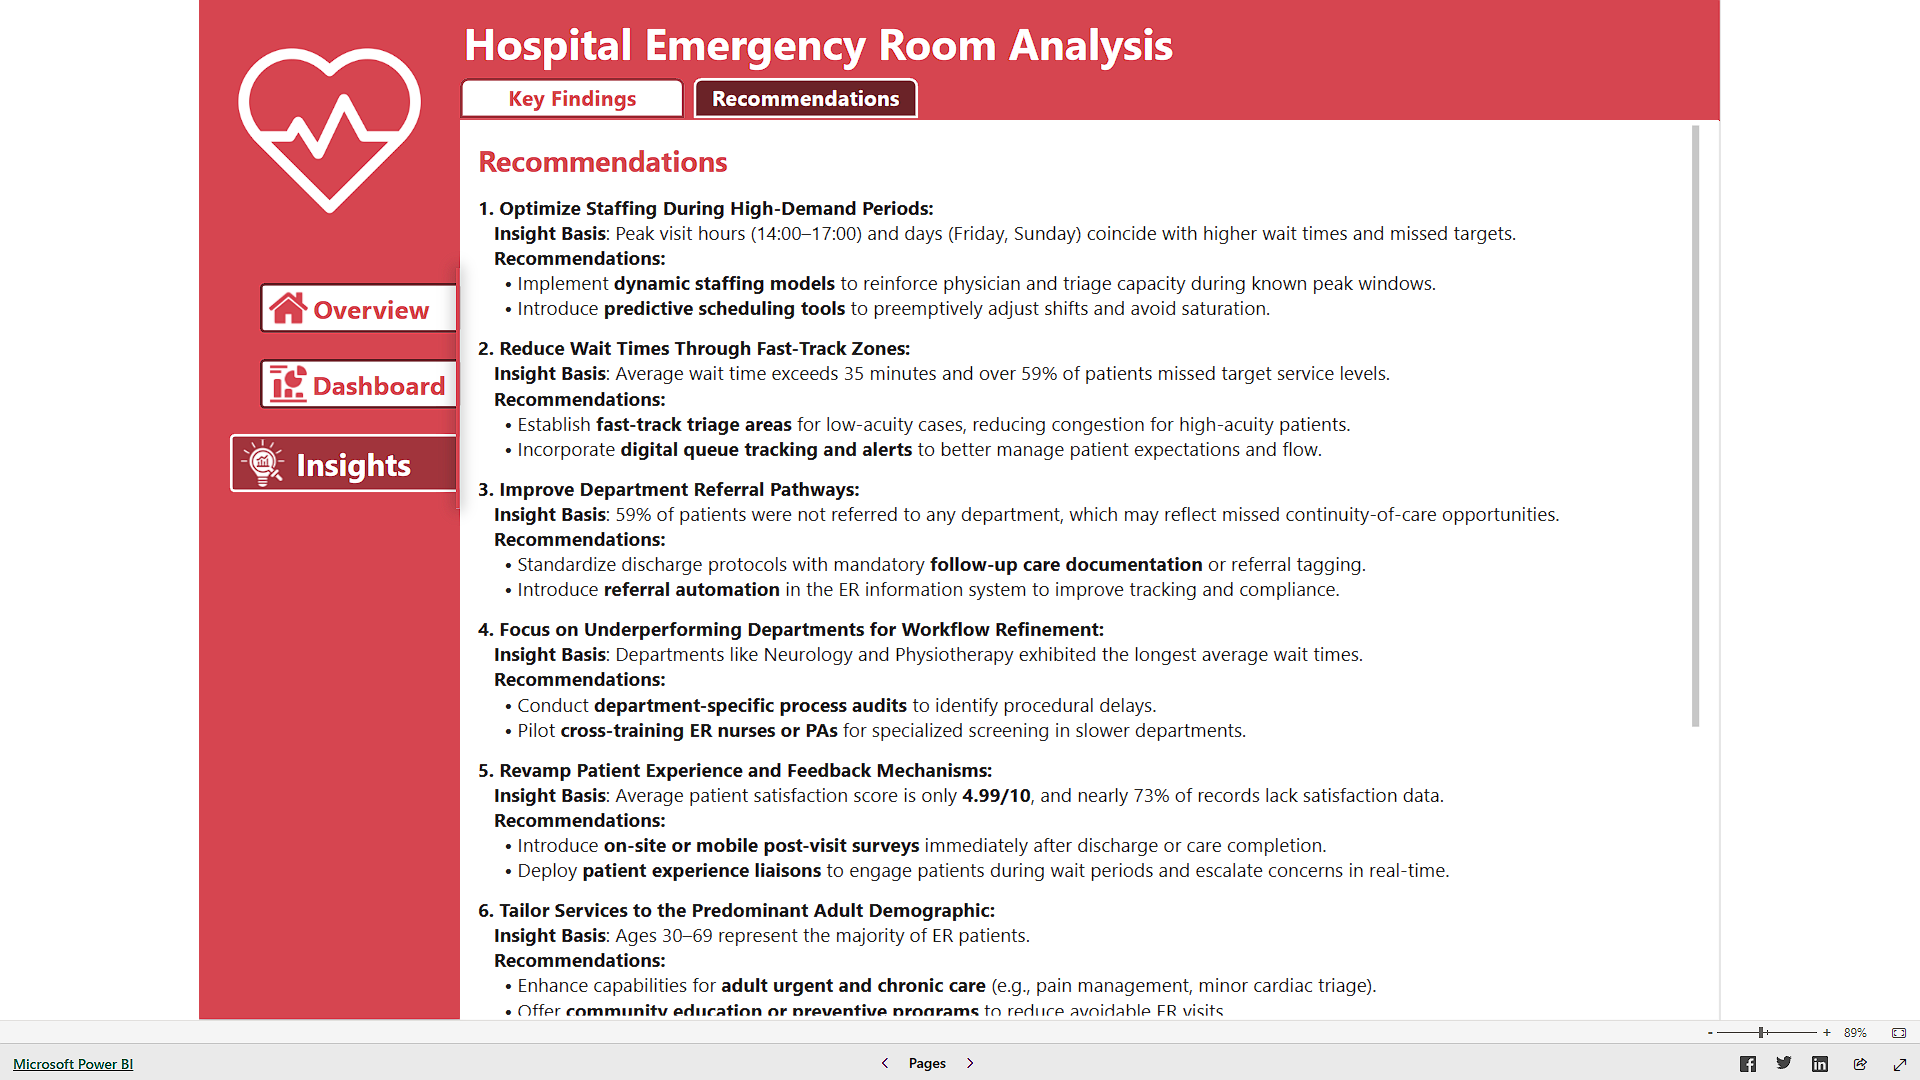 Hospital Emergency Room Analysis
Key Findings
Recommendations
Overview
Dashboard
Insights
Recommendations
1. Optimize Staffing During High-Demand Periods:
Insight Basis: Peak visit hours (14:00–17:00) and days (Friday, Sunday) coincide with higher wait times and missed targets.
Recommendations:
• Implement dynamic staffing models to reinforce physician and triage capacity during known peak windows.
• Introduce predictive scheduling tools to preemptively adjust shifts and avoid saturation.
2. Reduce Wait Times Through Fast-Track Zones:
Insight Basis: Average wait time exceeds 35 minutes and over 59% of patients missed target service levels.
Recommendations:
• Establish fast-track triage areas for low-acuity cases, reducing congestion for high-acuity patients.
• Incorporate digital queue tracking and alerts to better manage patient expectations and flow.
3. Improve Department Referral Pathways:
Insight Basis: 59% of patients were not referred to any department, which may reflect missed continuity-of-care opportunities.
Recommendations:
• Standardize discharge protocols with mandatory follow-up care documentation or referral tagging.
• Introduce referral automation in the ER information system to improve tracking and compliance.
4. Focus on Underperforming Departments for Workflow Refinement:
Insight Basis: Departments like Neurology and Physiotherapy exhibited the longest average wait times.
Recommendations:
• Conduct department-specific process audits to identify procedural delays.
• Pilot cross-training ER nurses or PAs for specialized screening in slower departments.
5. Revamp Patient Experience and Feedback Mechanisms:
Insight Basis: Average patient satisfaction score is only 4.99/10, and nearly 73% of records lack satisfaction data.
Recommendations:
• Introduce on-site or mobile post-visit surveys immediately after discharge or care completion.
• Deploy patient experience liaisons to engage patients during wait periods and escalate concerns in real-time.
6. Tailor Services to the Predominant Adult Demographic:
Insight Basis: Ages 30–69 represent the majority of ER patients.
Recommendations:
• Enhance capabilities for adult urgent and chronic care (e.g., pain management, minor cardiac triage).
• Offer community education or preventive programs to reduce avoidable ER visits.
- + 89%
Microsoft Power BI
< Pages >